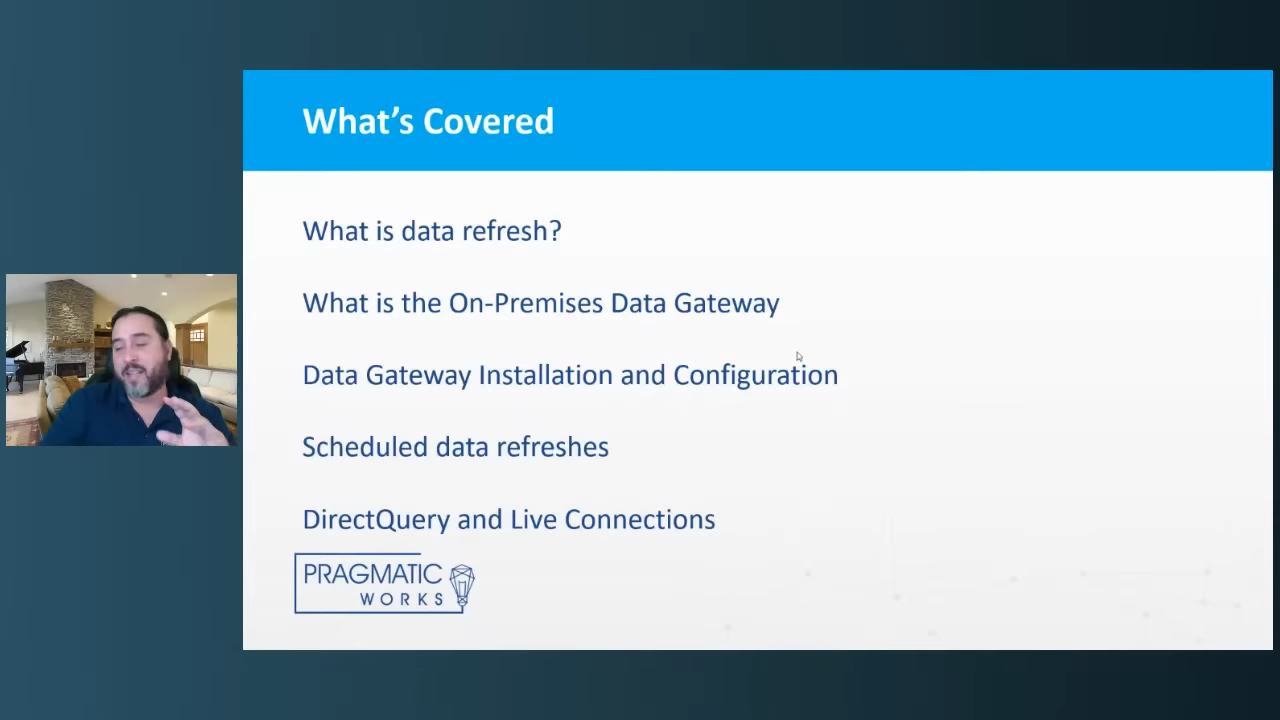 What’s Covered
What is data refresh?
What is the On-Premises Data Gateway
Data Gateway Installation and Configuration
Scheduled data refreshes
DirectQuery and Live Connections
PRAGMATIC
WORKS